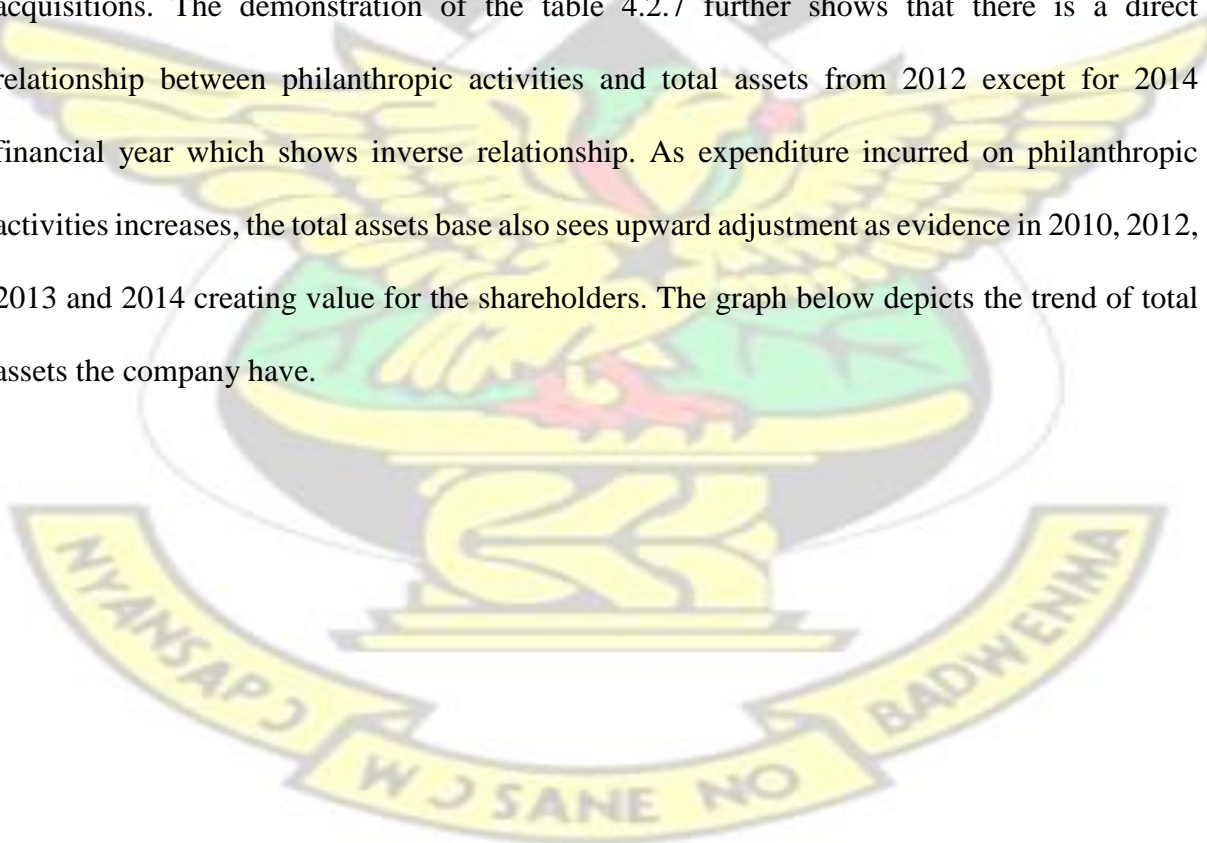 acquisitions. The demonstration of the table 4.2.7 further shows that there is a direct
relationship between philanthropic activities and total assets from 2012 except for 2014
financial year which shows inverse relationship. As expenditure incurred on philanthropic
activities increases, the total assets base also sees upward adjustment as evidence in 2010, 2012,
2013 and 2014 creating value for the shareholders. The graph below depicts the trend of total
assets the company have.
NYANSAPƆ
WƆSANE NO
BADWENMA